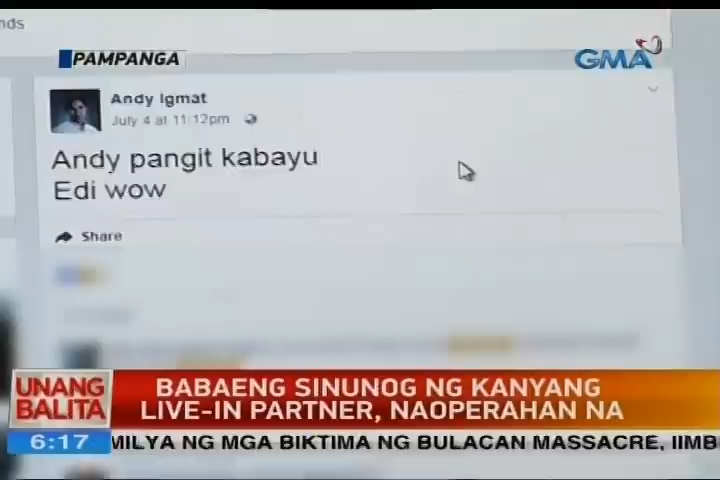 nds
PAMPANGA
GMA
Andy Igmat
July 4 at 11:12pm
Andy pangit kabayu
Edi wow
Share
UNANG
BALITA
BABAENG SINUNOG NG KANYANG
LIVE-IN PARTNER, NAOPERAHAN NA
6:17
MILYA NG MGA BIKTIMA NG BULACAN MASSACRE, IIMB